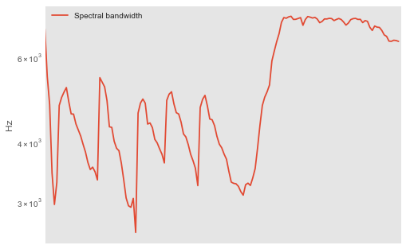 Spectral bandwidth
6 × 10³
Hz
4 × 10³
3 × 10³